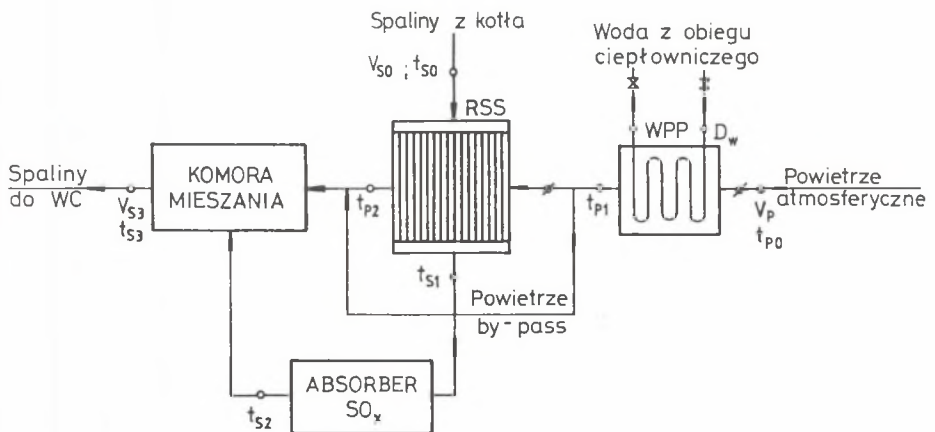 Spaliny z kotła
V_S0 ; t_S0
RSS
Woda z obiegu
ciepłowniczego
WPP
D_w
Spaliny
do WC
KOMORA
MIESZANIA
V_S3
t_S3
t_P2
t_P1
Powietrze
atmosferyczne
V_P
t_P0
t_S1
Powietrze
by-pass
ABSORBER
SO_x
t_S2